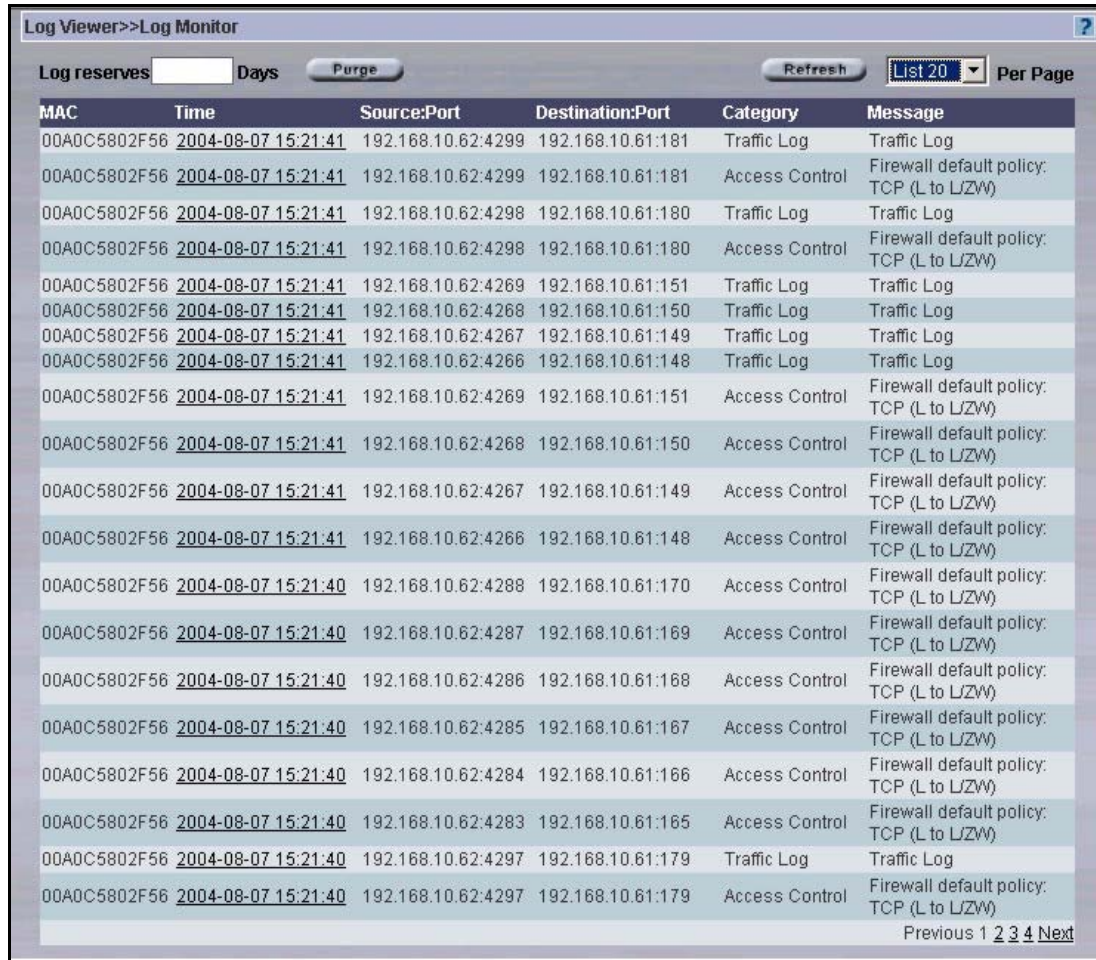 Log Viewer>>Log Monitor ?
Log reserves Days Purge Refresh List 20 Per Page
MAC Time Source:Port Destination:Port Category Message
00A0C5802F56 2004-08-07 15:21:41 192.168.10.62:4299 192.168.10.61:181 Traffic Log Traffic Log
00A0C5802F56 2004-08-07 15:21:41 192.168.10.62:4299 192.168.10.61:181 Access Control Firewall default policy:
TCP (L to L/ZW)
00A0C5802F56 2004-08-07 15:21:41 192.168.10.62:4298 192.168.10.61:180 Traffic Log Traffic Log
00A0C5802F56 2004-08-07 15:21:41 192.168.10.62:4298 192.168.10.61:180 Access Control Firewall default policy:
TCP (L to L/ZW)
00A0C5802F56 2004-08-07 15:21:41 192.168.10.62:4269 192.168.10.61:151 Traffic Log Traffic Log
00A0C5802F56 2004-08-07 15:21:41 192.168.10.62:4268 192.168.10.61:150 Traffic Log Traffic Log
00A0C5802F56 2004-08-07 15:21:41 192.168.10.62:4267 192.168.10.61:149 Traffic Log Traffic Log
00A0C5802F56 2004-08-07 15:21:41 192.168.10.62:4266 192.168.10.61:148 Traffic Log Traffic Log
00A0C5802F56 2004-08-07 15:21:41 192.168.10.62:4269 192.168.10.61:151 Access Control Firewall default policy:
TCP (L to L/ZW)
00A0C5802F56 2004-08-07 15:21:41 192.168.10.62:4268 192.168.10.61:150 Access Control Firewall default policy:
TCP (L to L/ZW)
00A0C5802F56 2004-08-07 15:21:41 192.168.10.62:4267 192.168.10.61:149 Access Control Firewall default policy:
TCP (L to L/ZW)
00A0C5802F56 2004-08-07 15:21:41 192.168.10.62:4266 192.168.10.61:148 Access Control Firewall default policy:
TCP (L to L/ZW)
00A0C5802F56 2004-08-07 15:21:40 192.168.10.62:4288 192.168.10.61:170 Access Control Firewall default policy:
TCP (L to L/ZW)
00A0C5802F56 2004-08-07 15:21:40 192.168.10.62:4287 192.168.10.61:169 Access Control Firewall default policy:
TCP (L to L/ZW)
00A0C5802F56 2004-08-07 15:21:40 192.168.10.62:4286 192.168.10.61:168 Access Control Firewall default policy:
TCP (L to L/ZW)
00A0C5802F56 2004-08-07 15:21:40 192.168.10.62:4285 192.168.10.61:167 Access Control Firewall default policy:
TCP (L to L/ZW)
00A0C5802F56 2004-08-07 15:21:40 192.168.10.62:4284 192.168.10.61:166 Access Control Firewall default policy:
TCP (L to L/ZW)
00A0C5802F56 2004-08-07 15:21:40 192.168.10.62:4283 192.168.10.61:165 Access Control Firewall default policy:
TCP (L to L/ZW)
00A0C5802F56 2004-08-07 15:21:40 192.168.10.62:4297 192.168.10.61:179 Traffic Log Traffic Log
00A0C5802F56 2004-08-07 15:21:40 192.168.10.62:4297 192.168.10.61:179 Access Control Firewall default policy:
TCP (L to L/ZW)
Previous 1 2 3 4 Next